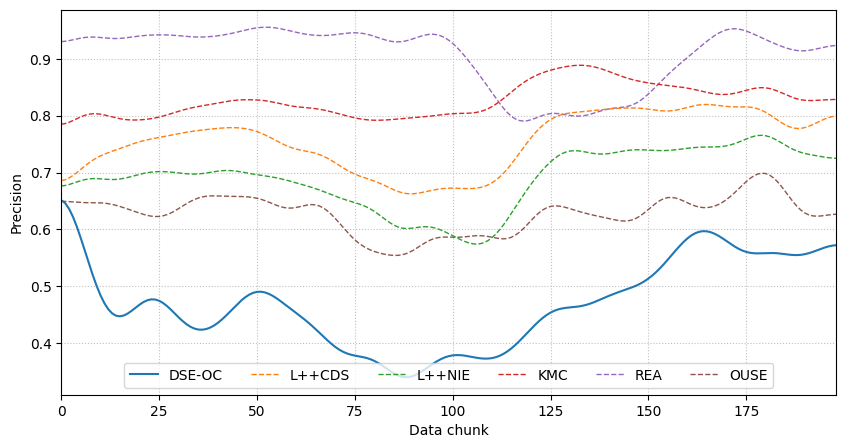 0.9
0.8
0.7
0.6
0.5
0.4
Precision
DSE-OC L++CDS L++NIE KMC REA OUSE
0 25 50 75 100 125 150 175
Data chunk